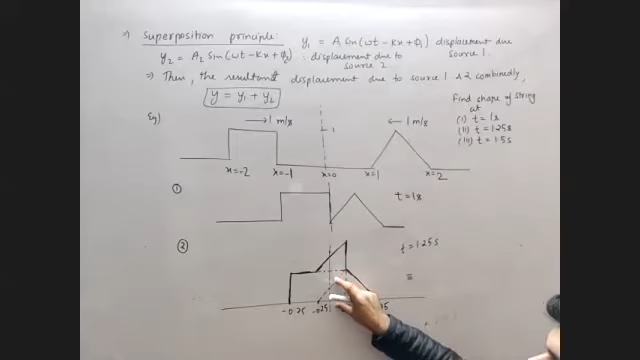 ⇒) Superposition principle: y₁ = A₁ sin(ωt - Kx + φ₁) displacement due to source 1.
y₂ = A₂ sin(ωt - Kx + φ₂) : displacement due to source 2
⇒ Then, the resultant displacement due to source 1 & 2 combinedly,
y = y₁ + y₂
Find shape of string at
Eg) → 1 m/s 1 ← 1 m/s
(i) t = 1s
(ii) t = 1.25s
(iii) t = 1.5s
x=-2 x=-1 x=0 x=1 x=2
① t = 1s
② t = 1.25s
-0.25